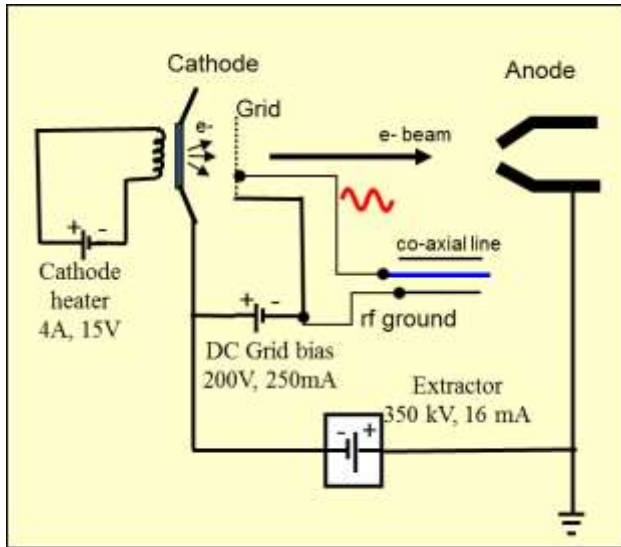 Cathode
Anode
Grid
e-
e- beam
co-axial line
+ -
Cathode
heater
4A, 15V
+ -
rf ground
DC Grid bias
200V, 250mA
Extractor
350 kV, 16 mA
- +